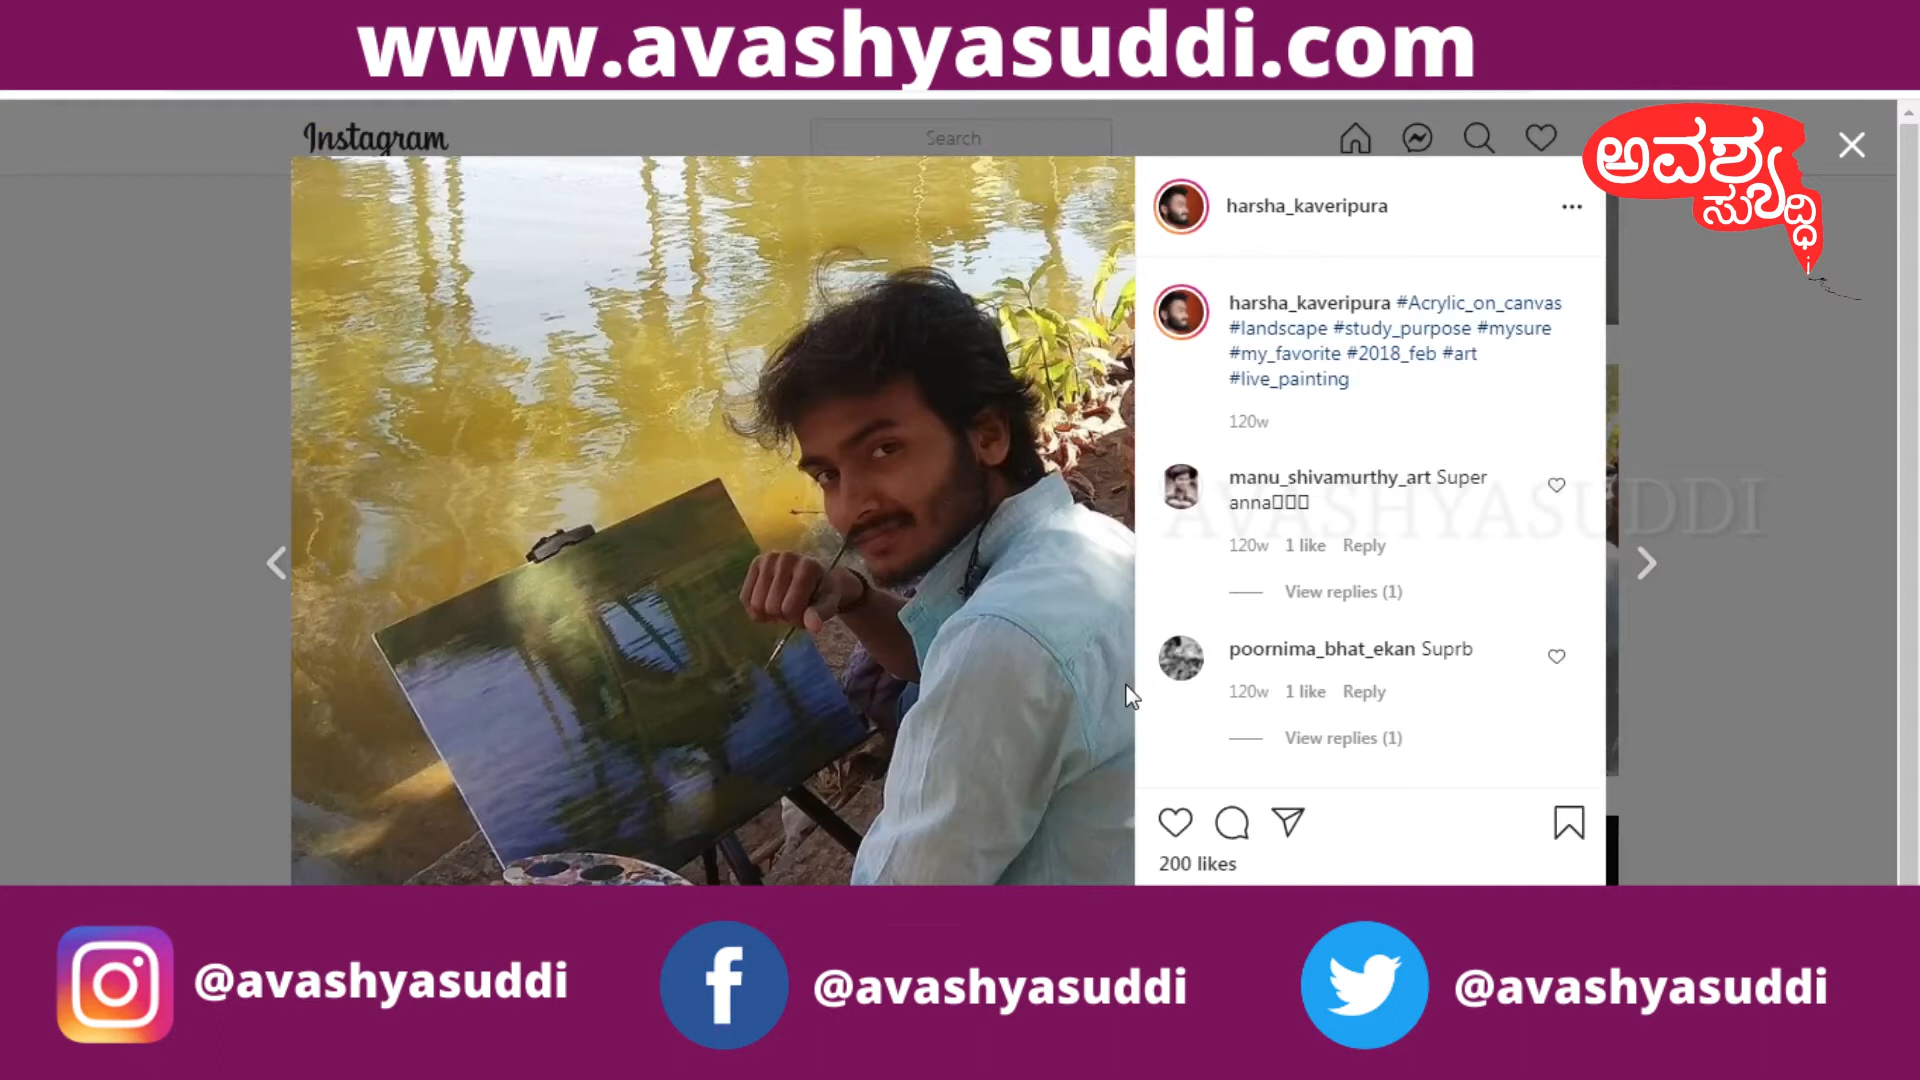 www.avashyasuddi.com
Instagram
Search
ಅವಶ್ಯ
ಸುದ್ದಿ
harsha_kaveripura
harsha_kaveripura #Acrylic_on_canvas
#landscape #study_purpose #mysure
#my_favorite #2018_feb #art
#live_painting
120w
manu_shivamurthy_art Super
anna
120w 1 like Reply
View replies (1)
AVASHYASUDDI
poornima_bhat_ekan Suprb
120w 1 like Reply
View replies (1)
200 likes
@avashyasuddi @avashyasuddi @avashyasuddi